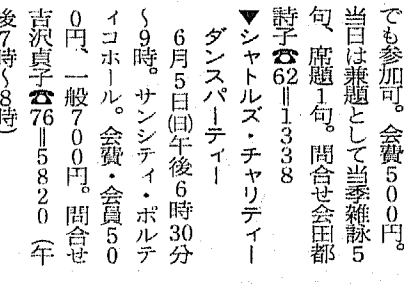 でも参加可。会費500円。
当日は兼題として当季雑詠5
句、席題1句。問合せ会田都
詩子☎62＝1338
▼シャトルズ・チャリティー
ダンスパーティー
6月5日(日)午後6時30分
〜9時。サンシティ・ポルテ
ィコホール。会費・会員50
0円、一般700円。問合せ
吉沢貞子☎76＝5820（午
後7時〜8時）